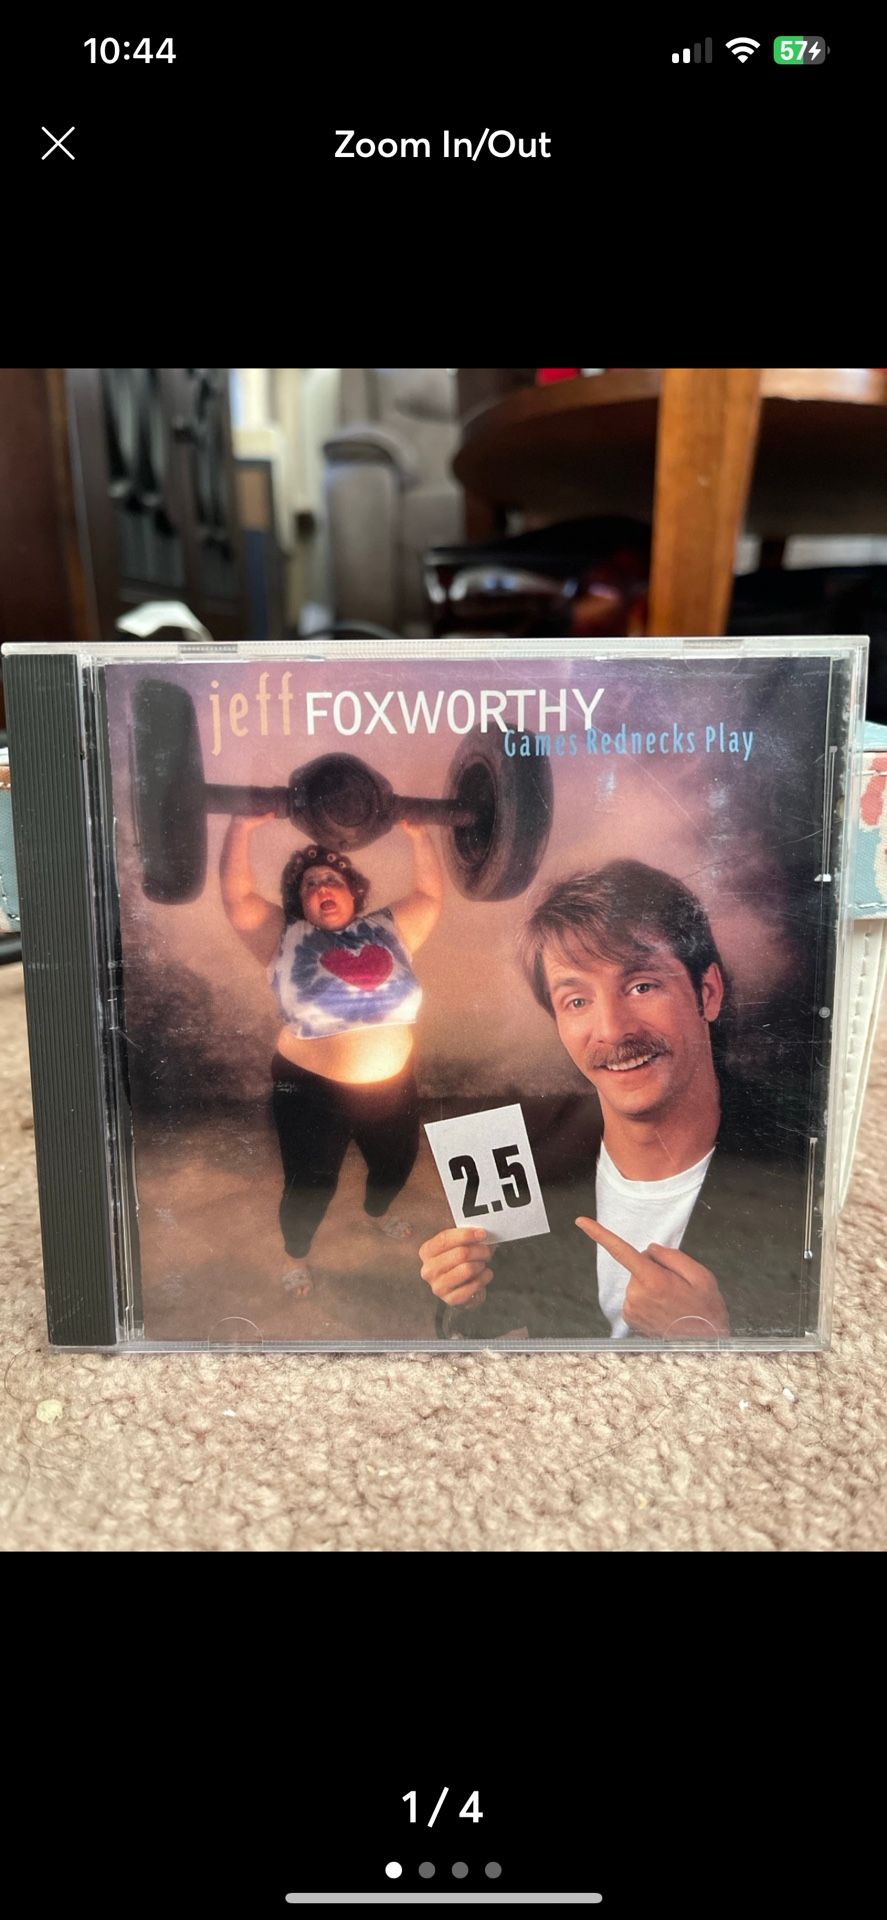 10:44
57
Zoom In/Out
jeff FOXWORTHY
Games Rednecks Play
2.5
1/4